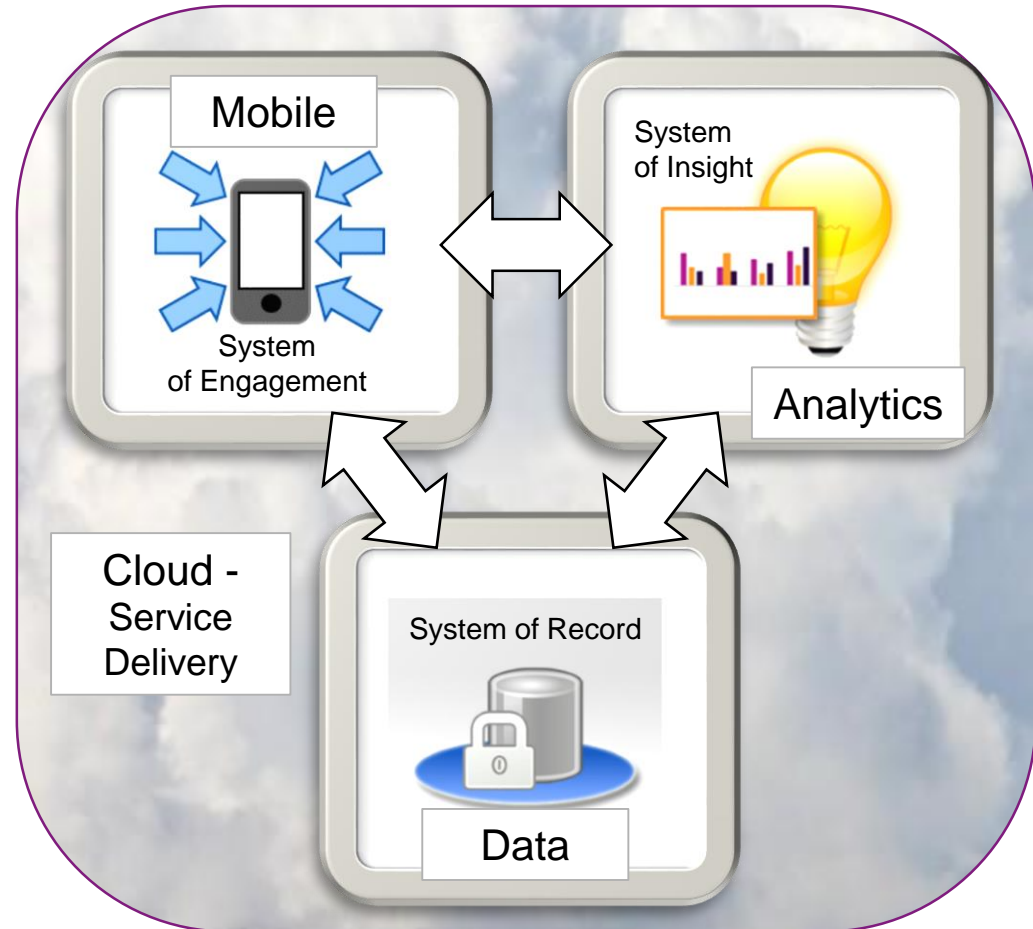 Mobile
System
of Engagement
System
of Insight
Analytics
Cloud -
Service
Delivery
System of Record
Data